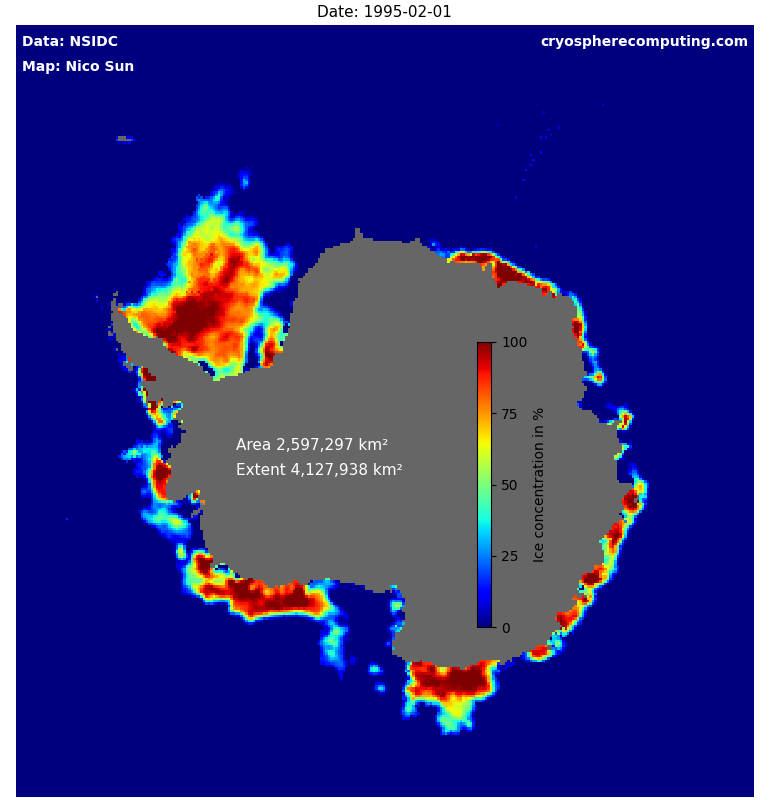 Date: 1995-02-01
Data: NSIDC
cryospherecomputing.com
Map: Nico Sun
100
75
50
25
0
Ice concentration in %
Area 2,597,297 km²
Extent 4,127,938 km²